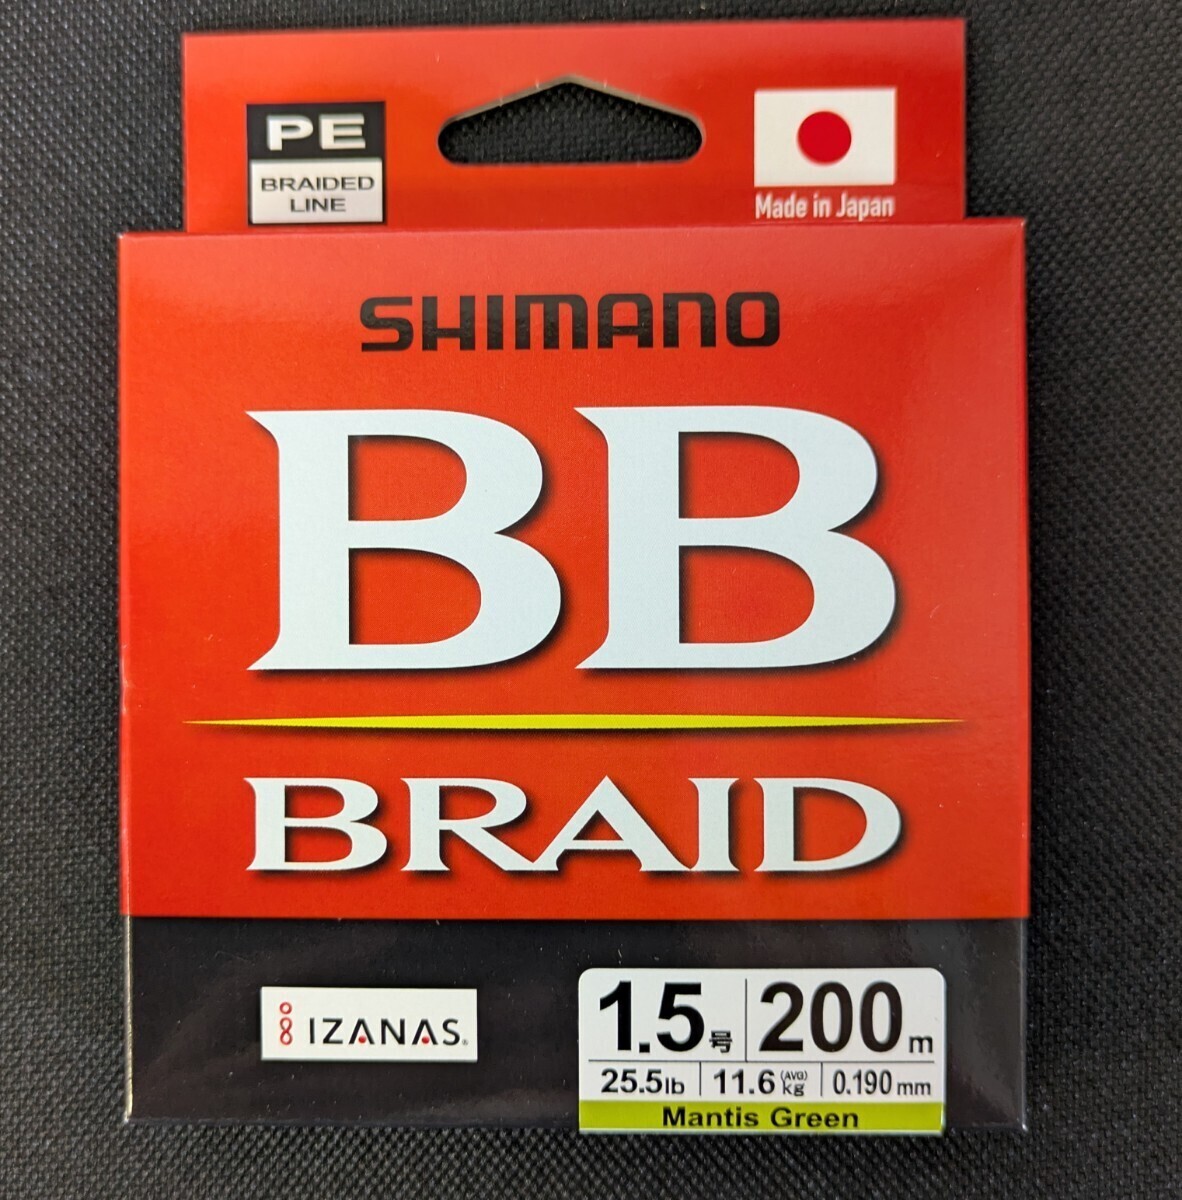 PE
BRAIDED
LINE
Made in Japan
SHIMANO
BB
BRAID
IZANAS®
1.5号 200m
25.5lb 11.6(AVG)kg 0.190mm
Mantis Green